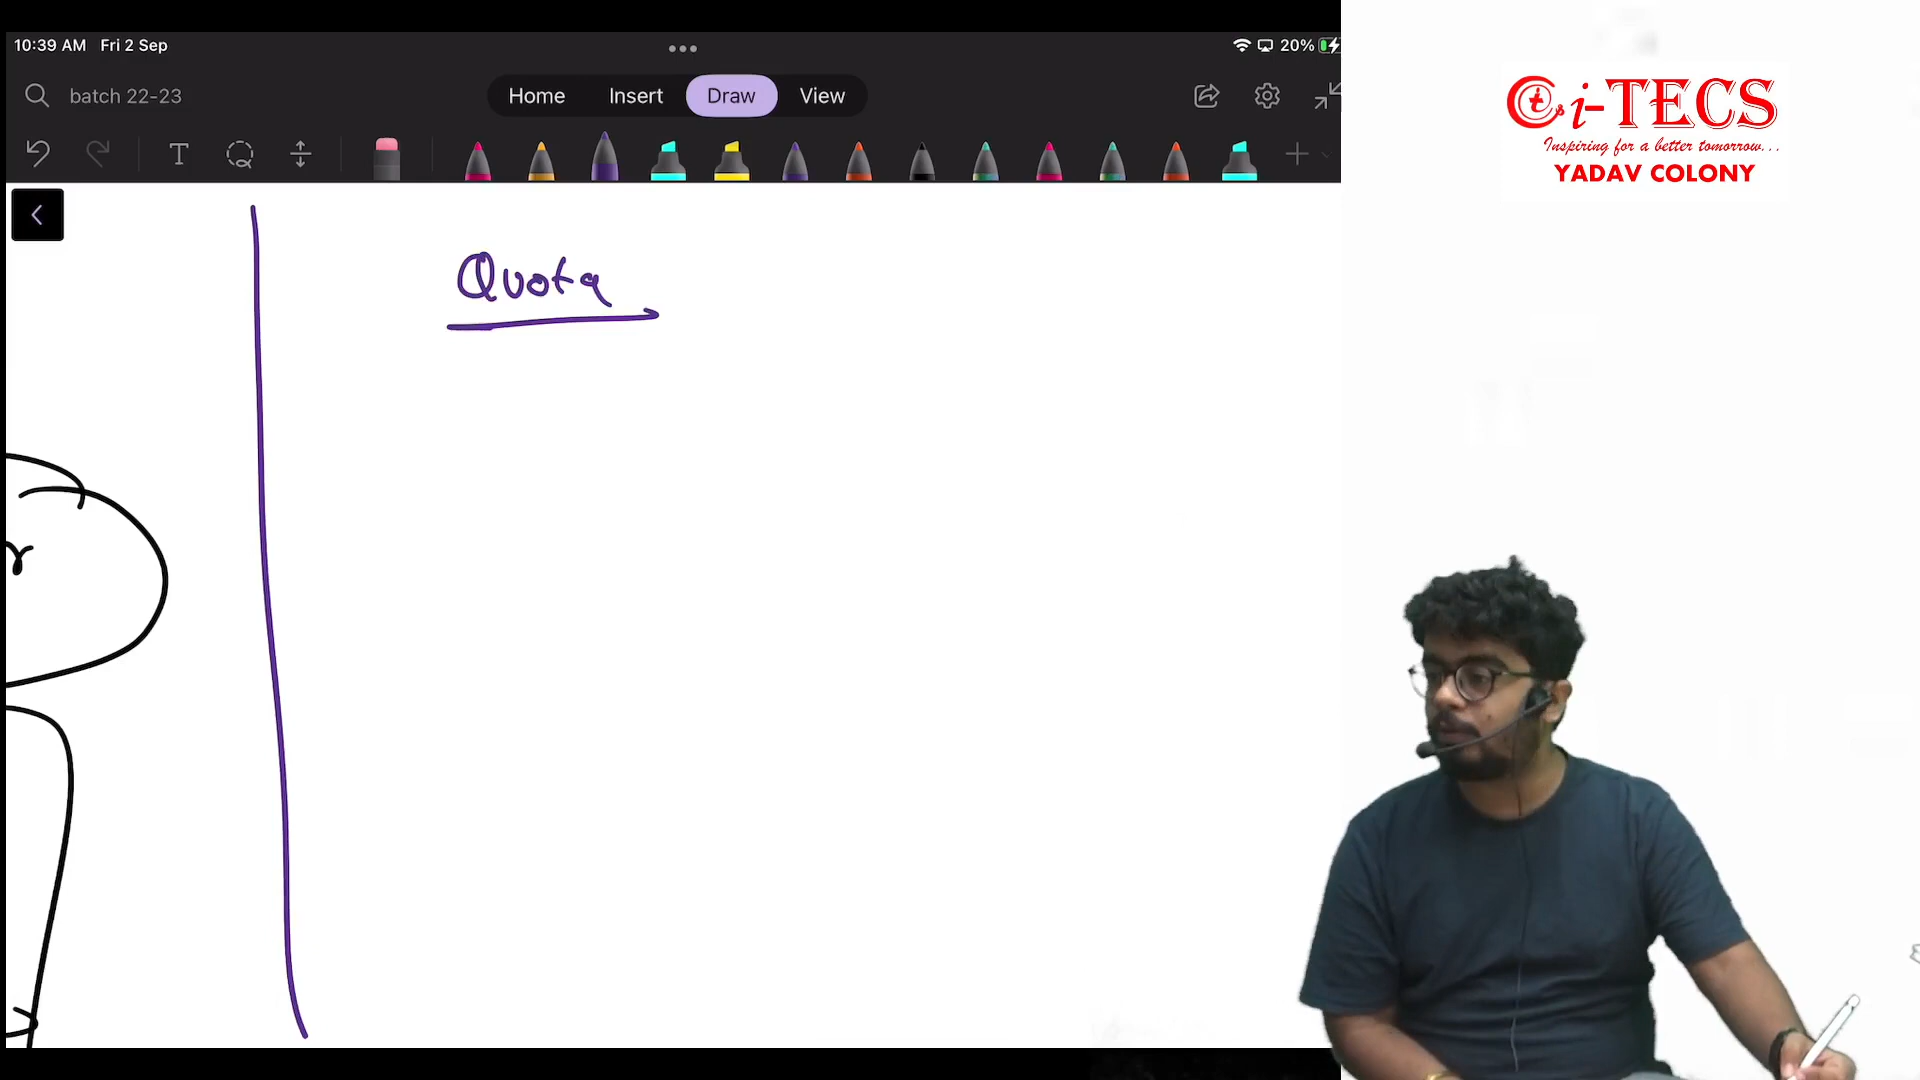 10:39 AM Fri 2 Sep
20%
batch 22-23
Home Insert Draw View
T
Quota
r
i-TECS
Inspiring for a better tomorrow...
YADAV COLONY